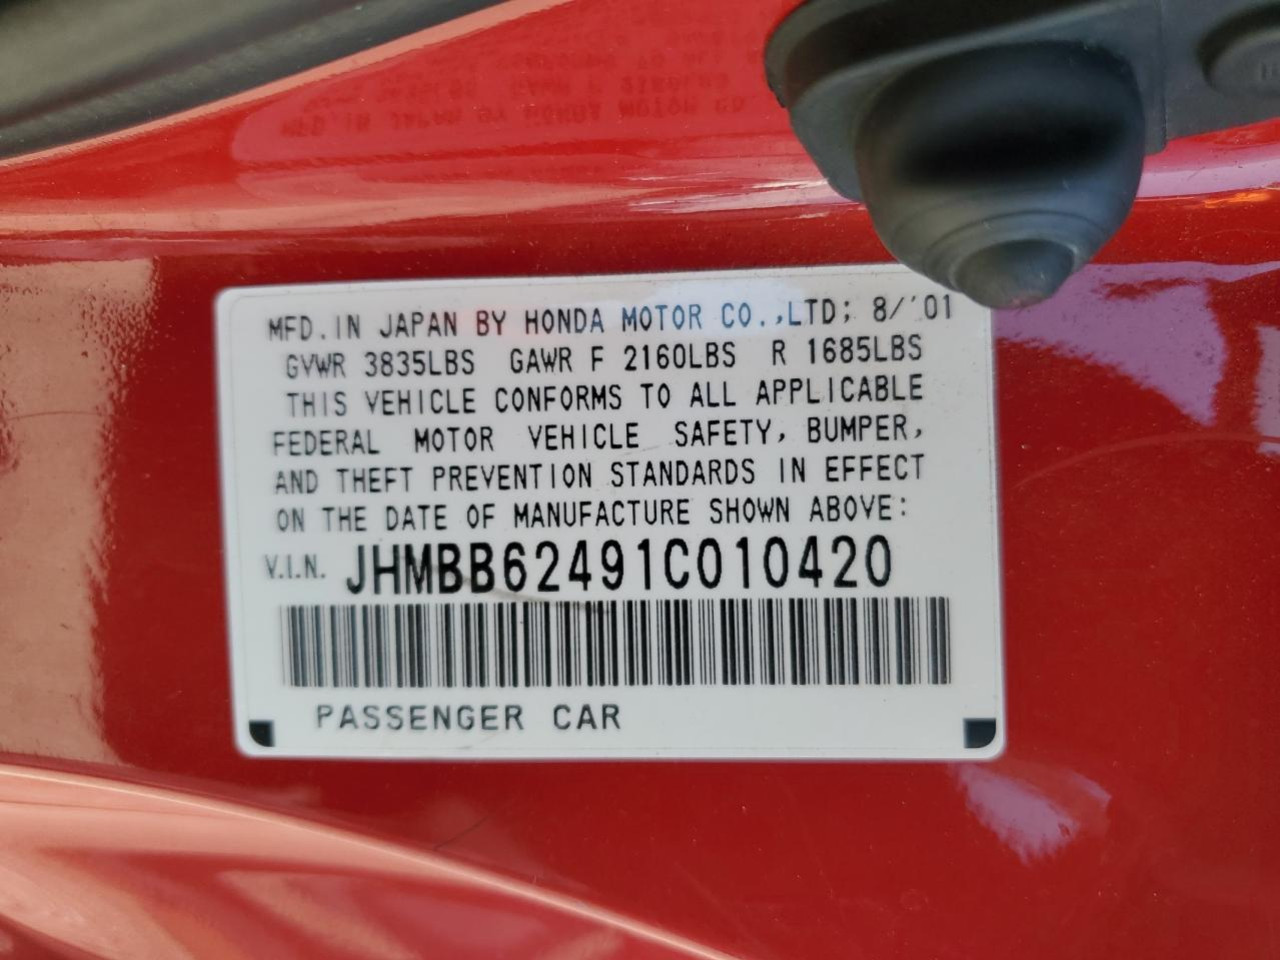 MFD. IN JAPAN BY HONDA MOTOR CO.,LTD; 8/'01
GVWR 3835LBS GAWR F 2160LBS R 1685LBS
THIS VEHICLE CONFORMS TO ALL APPLICABLE
FEDERAL MOTOR VEHICLE SAFETY, BUMPER,
AND THEFT PREVENTION STANDARDS IN EFFECT
ON THE DATE OF MANUFACTURE SHOWN ABOVE:
V.I.N. JHMBB62491C010420
PASSENGER CAR